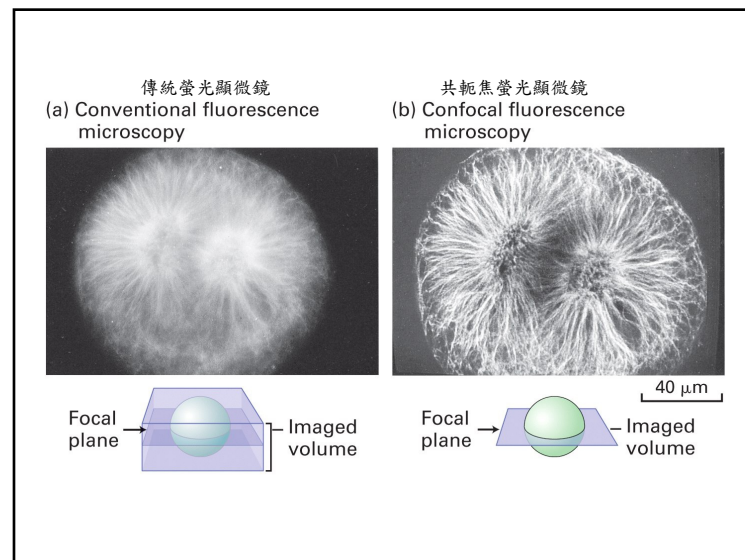 傳統螢光顯微鏡
(a) Conventional fluorescence
microscopy
共軛焦螢光顯微鏡
(b) Confocal fluorescence
microscopy
40 μm
Focal
plane
Imaged
volume
Focal
plane
Imaged
volume